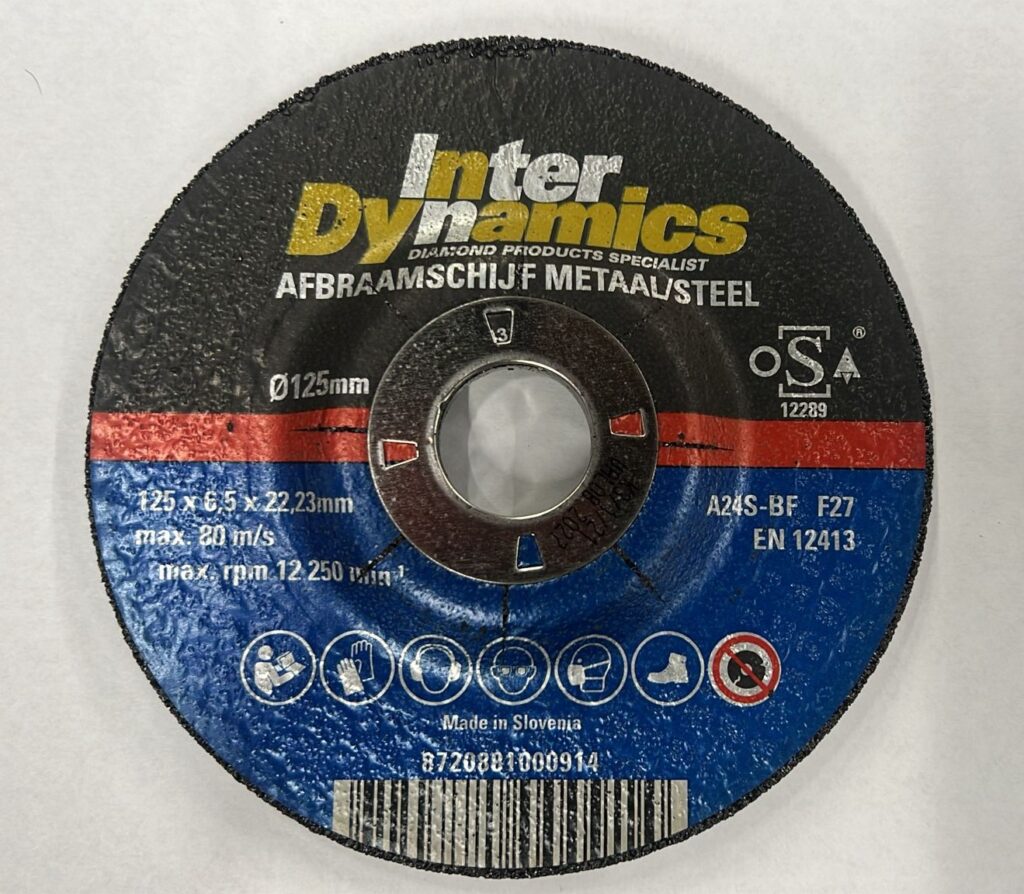 Inter
Dynamics
DIAMOND PRODUCTS SPECIALIST
AFBRAAMSCHIJF METAAL/STEEL
3
Ø125mm
oSA®
12289
125 x 6,5 x 22,23mm
A24S-BF F27
max. 80 m/s
EN 12413
max. rpm 12 250 min⁻¹
Made in Slovenia
8720881000914